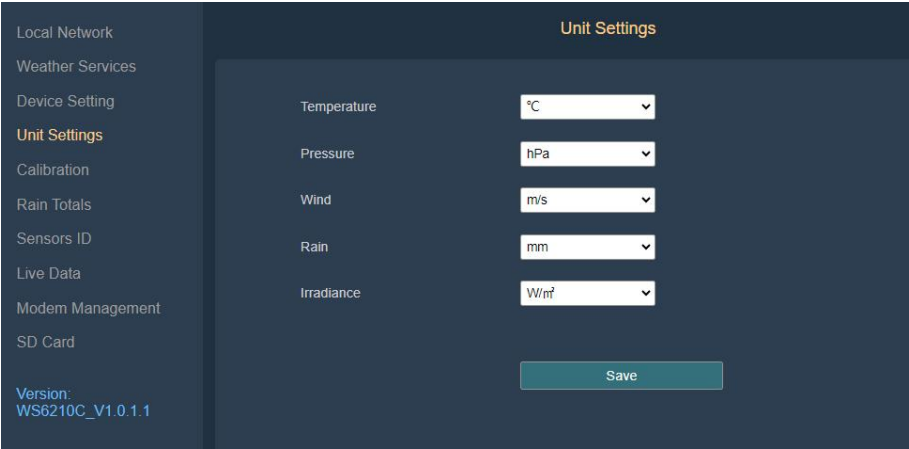 Local Network
Weather Services
Device Setting
Unit Settings
Calibration
Rain Totals
Sensors ID
Live Data
Modem Management
SD Card
Version:
WS6210C_V1.0.1.1
Unit Settings
Temperature ℃
Pressure hPa
Wind m/s
Rain mm
Irradiance W/㎡
Save